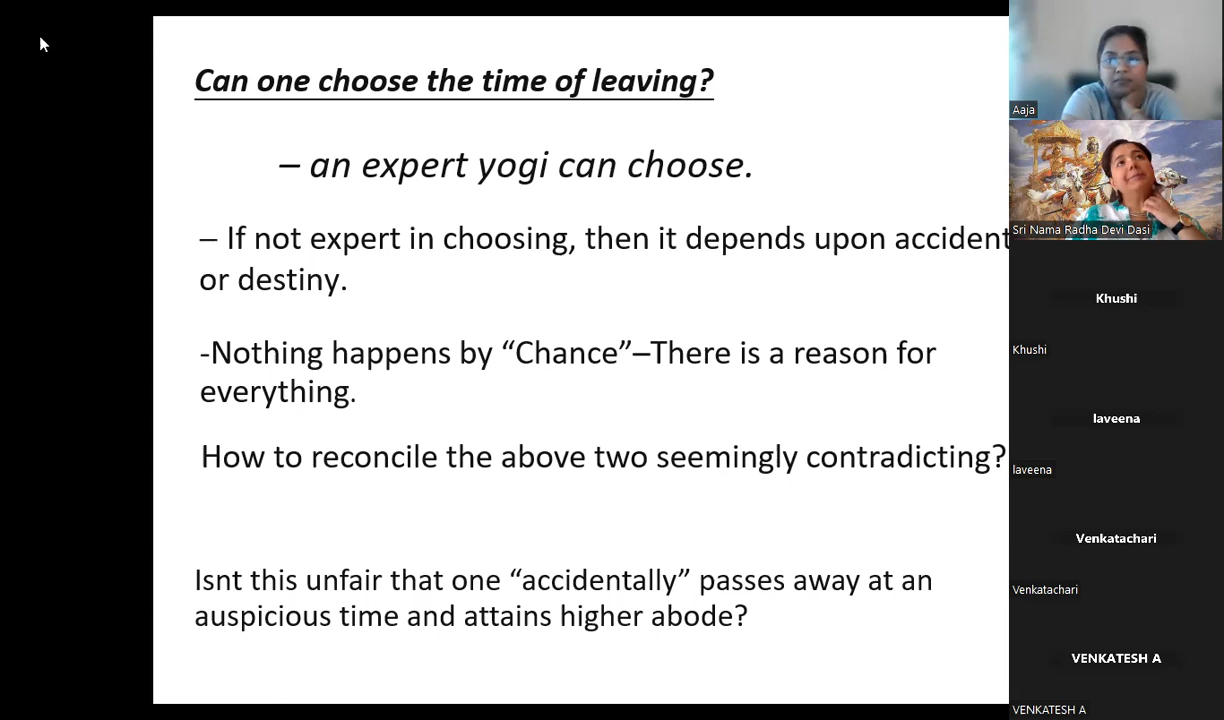 Can one choose the time of leaving?
– an expert yogi can choose.
– If not expert in choosing, then it depends upon accident
or destiny.
-Nothing happens by “Chance”–There is a reason for
everything.
How to reconcile the above two seemingly contradicting?
Isnt this unfair that one “accidentally” passes away at an
auspicious time and attains higher abode?
Aaja
Sri Nama Radha Devi Dasi
Khushi
Khushi
laveena
laveena
Venkatachari
Venkatachari
VENKATESH A
VENKATESH A